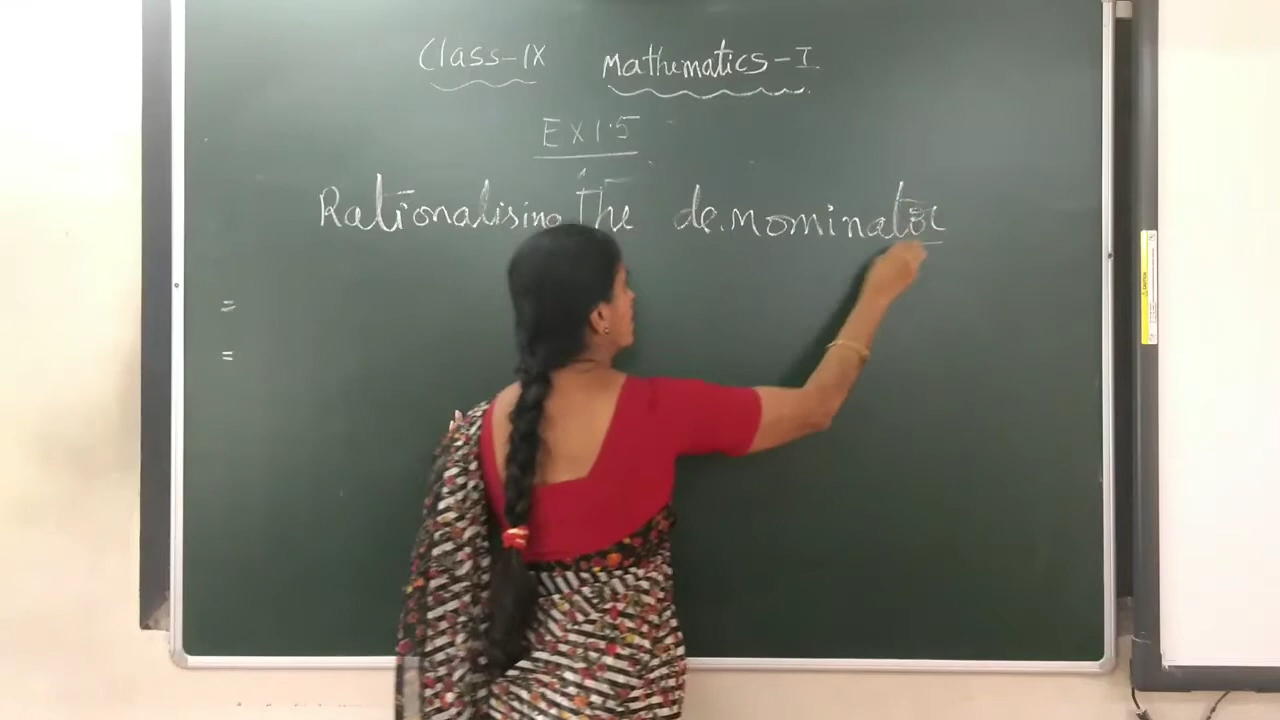 Class-IX Mathematics-I
EX 1.5
Rationalising the denominator
=
=